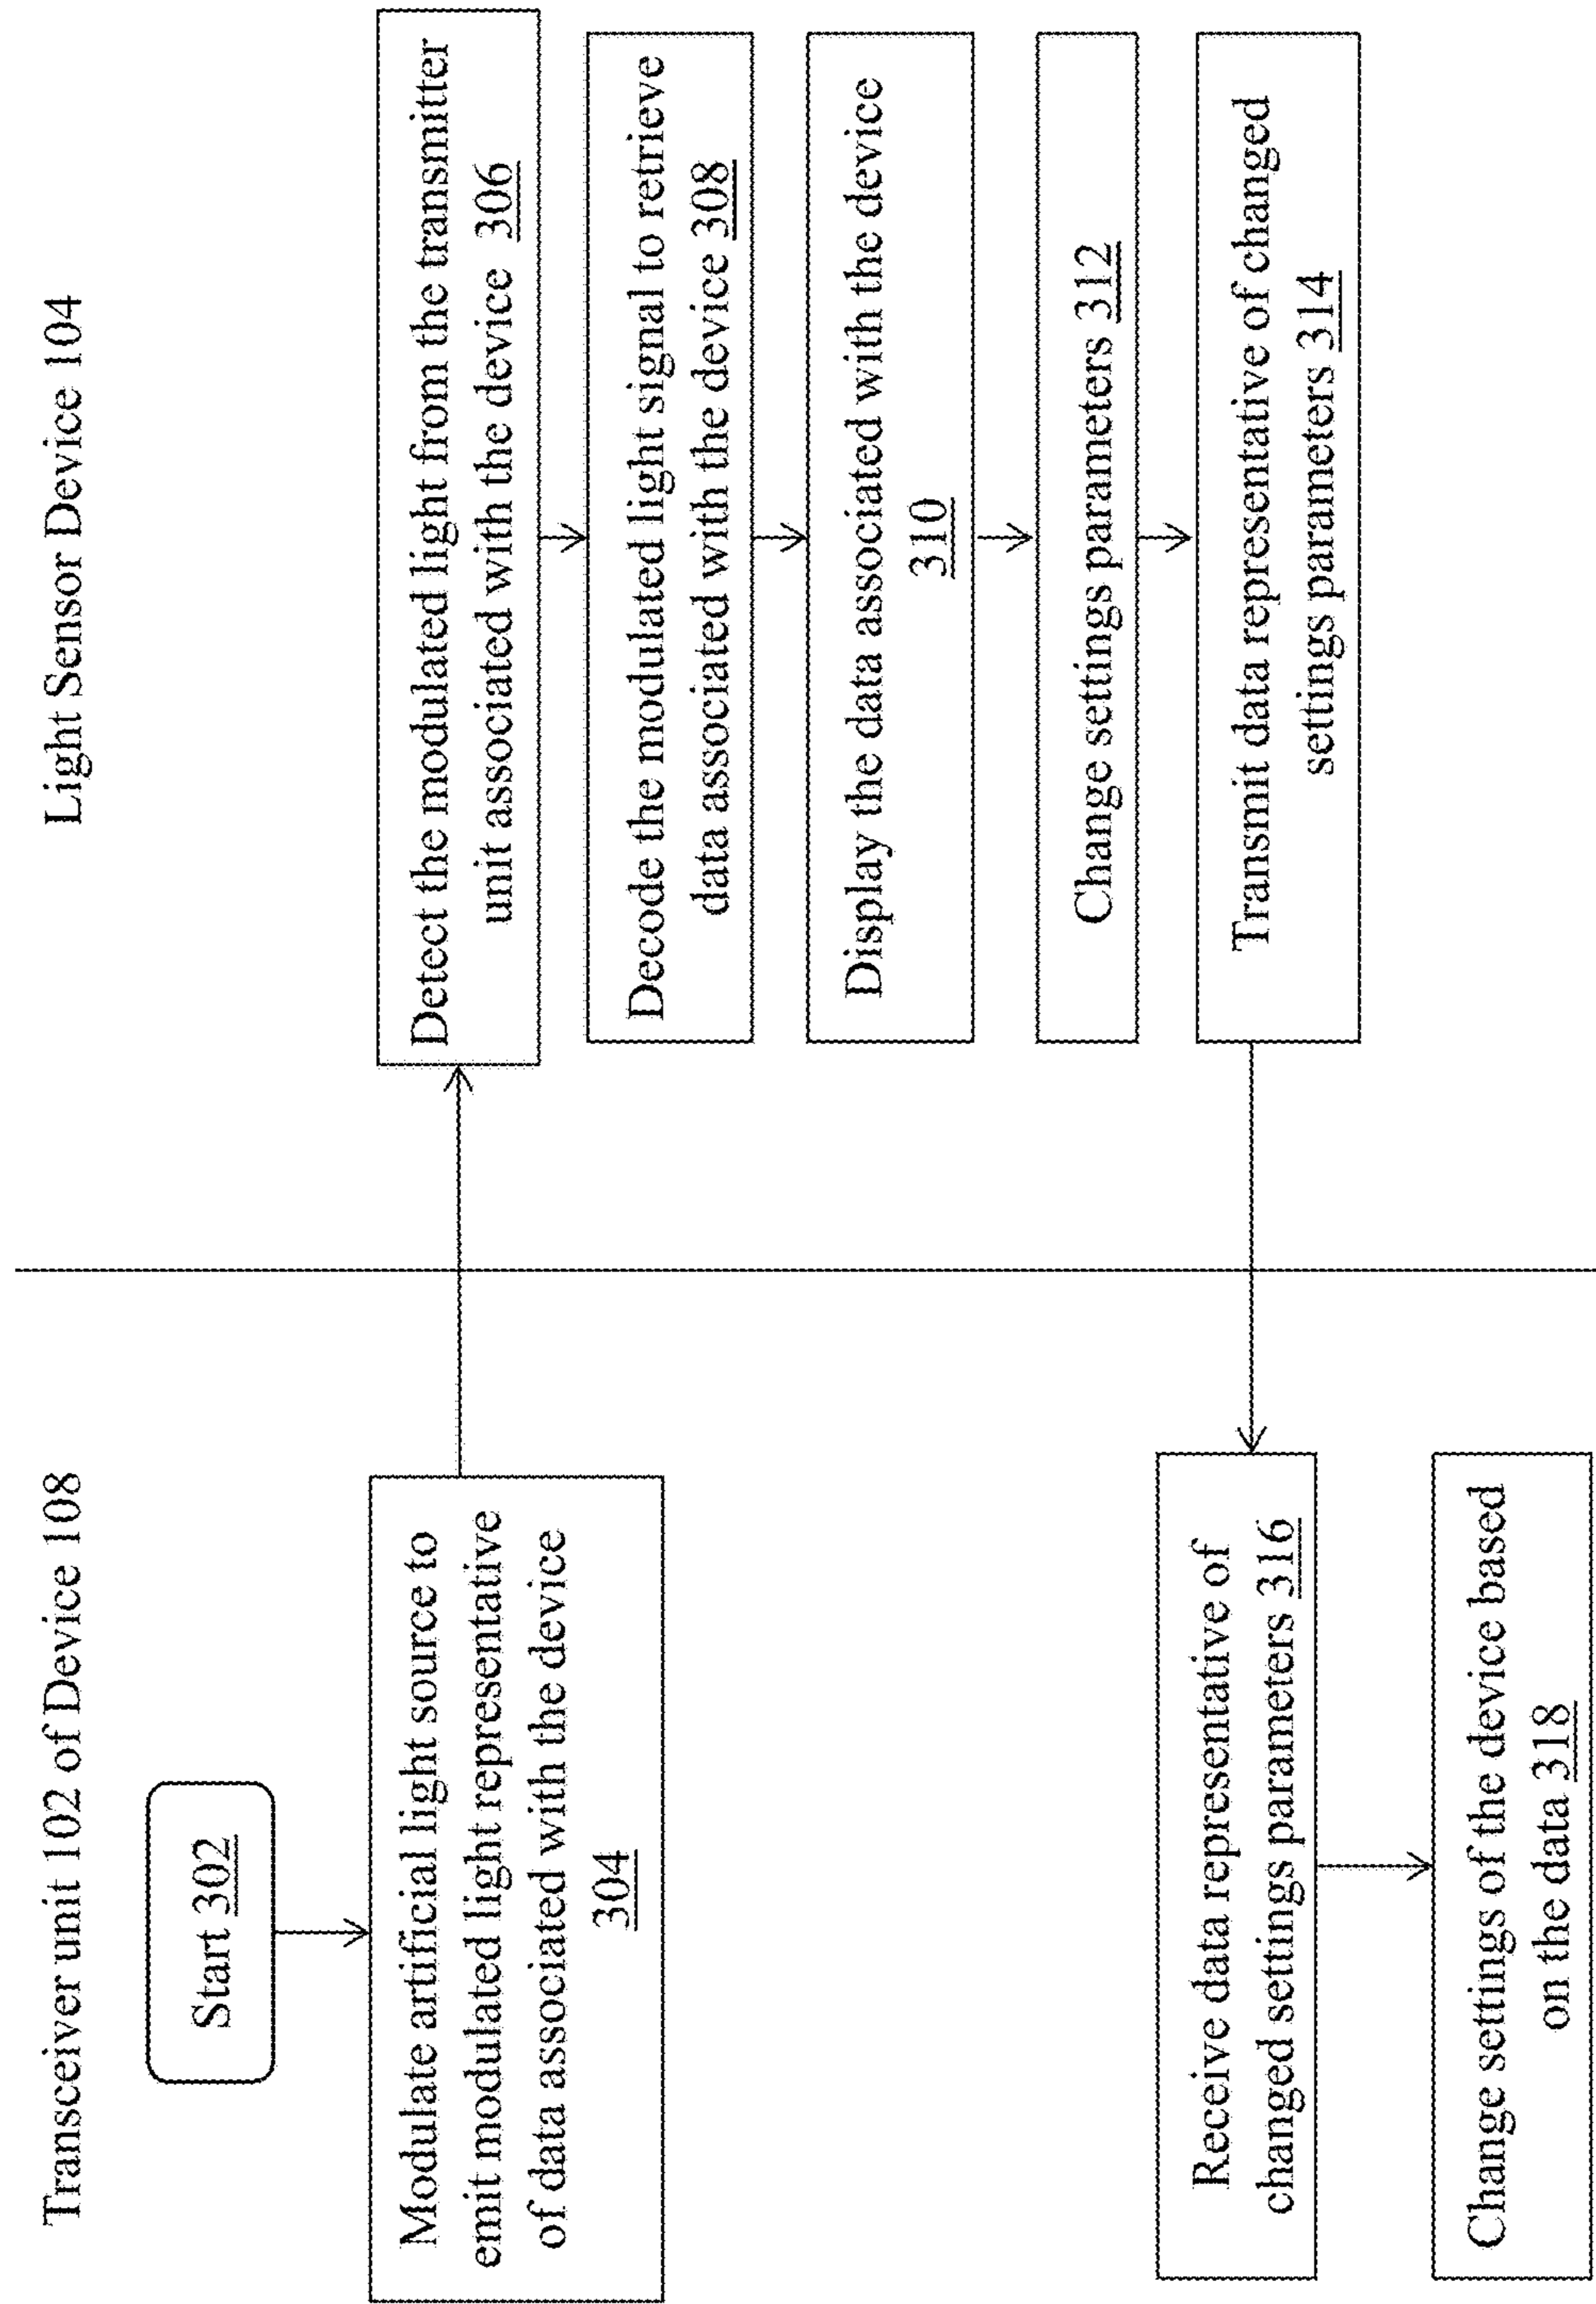 Transceiver unit 102 of Device 108
Start 302
Modulate artificial light source to
emit modulated light representative
of data associated with the device
304
Receive data representative of
changed settings parameters 316
Change settings of the device based
on the data 318
Light Sensor Device 104
Detect the modulated light from the transmitter
unit associated with the device 306
Decode the modulated light signal to retrieve
data associated with the device 308
Display the data associated with the device
310
Change settings parameters 312
Transmit data representative of changed
settings parameters 314